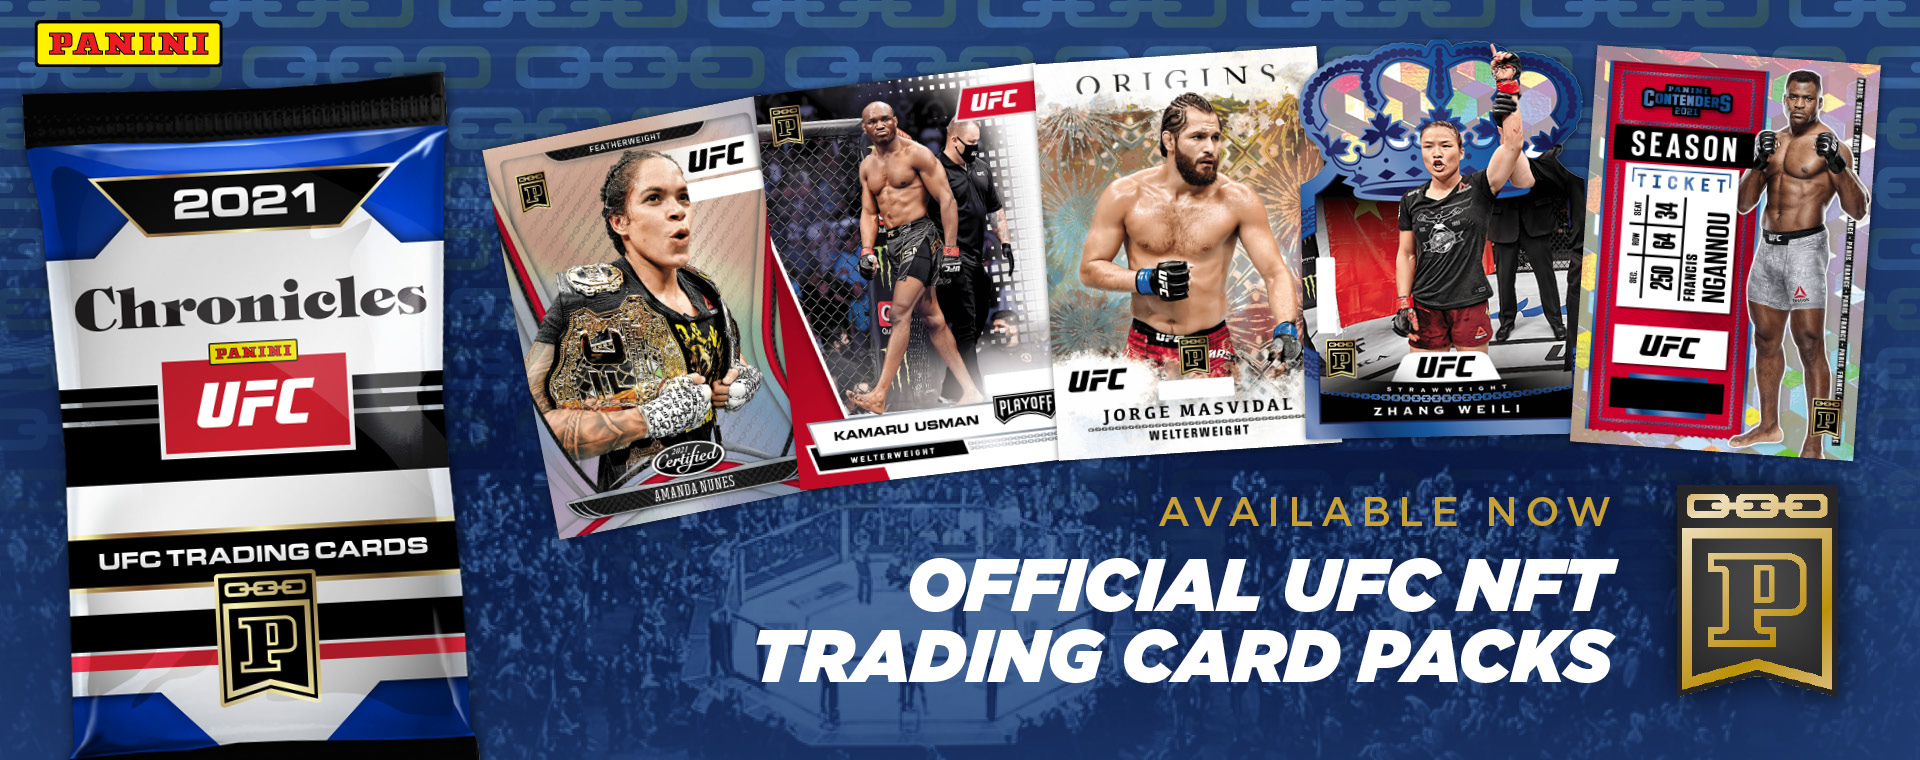 PANINI
2021
Chronicles
PANINI
UFC
UFC TRADING CARDS
P
FEATHERWEIGHT
UFC
P
2021
Certified
AMANDA NUNES
P
UFC
KAMARU USMAN
PLAYOFF
WELTERWEIGHT
ORIGINS
UFC
P
JORGE MASVIDAL
WELTERWEIGHT
P
UFC
STRAWWEIGHT
ZHANG WEILI
PANINI
CONTENDERS
2021
SEASON
TICKET
SEC. ROW SEAT
250 64 34
FRANCIS
NGANNOU
UFC
P
AVAILABLE NOW
OFFICIAL UFC NFT
TRADING CARD PACKS
P